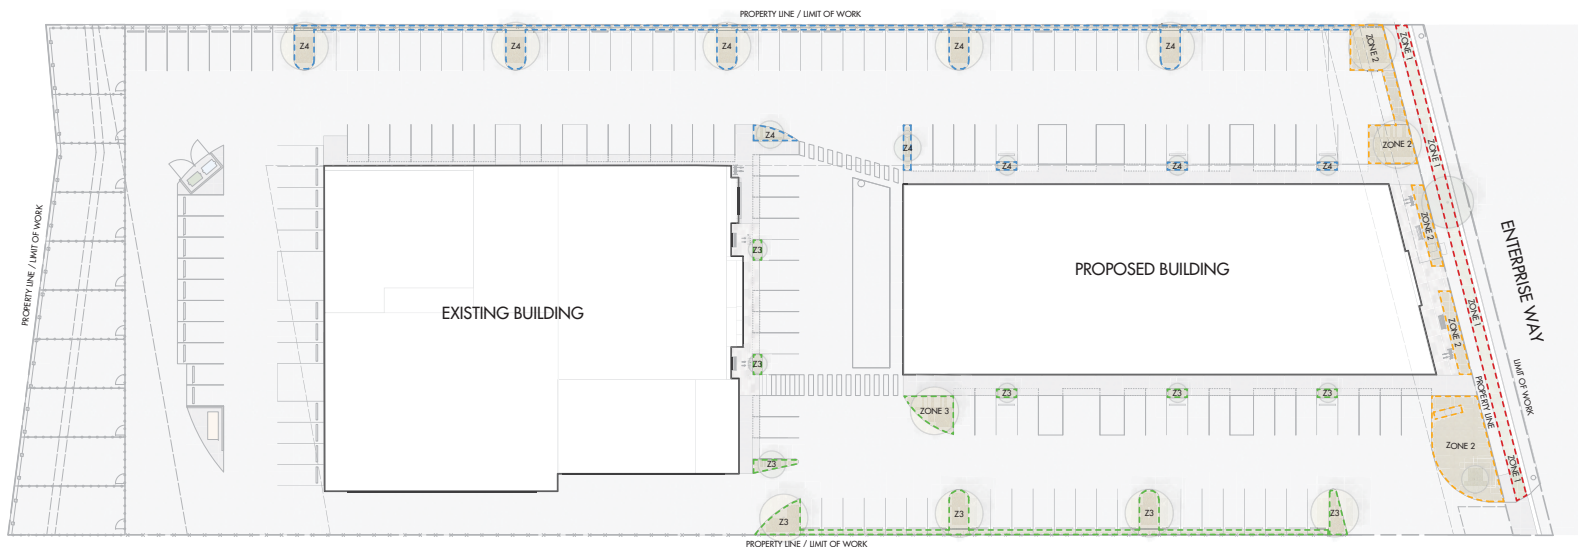 PROPERTY LINE / LIMIT OF WORK
Z4
Z4
Z4
Z4
Z4
ZONE 2
ZONE 1
Z4
Z4
ZONE 2
ZONE 1
Z4
Z4
Z4
PROPERTY LINE / LIMIT OF WORK
Z3
ZONE 2
PROPOSED BUILDING
ENTERPRISE WAY
EXISTING BUILDING
ZONE 1
ZONE 2
Z3
LIMIT OF WORK
PROPERTY LINE
Z3
Z3
Z3
ZONE 3
ZONE 2
Z3
ZONE 1
Z3
Z3
Z3
Z3
PROPERTY LINE / LIMIT OF WORK